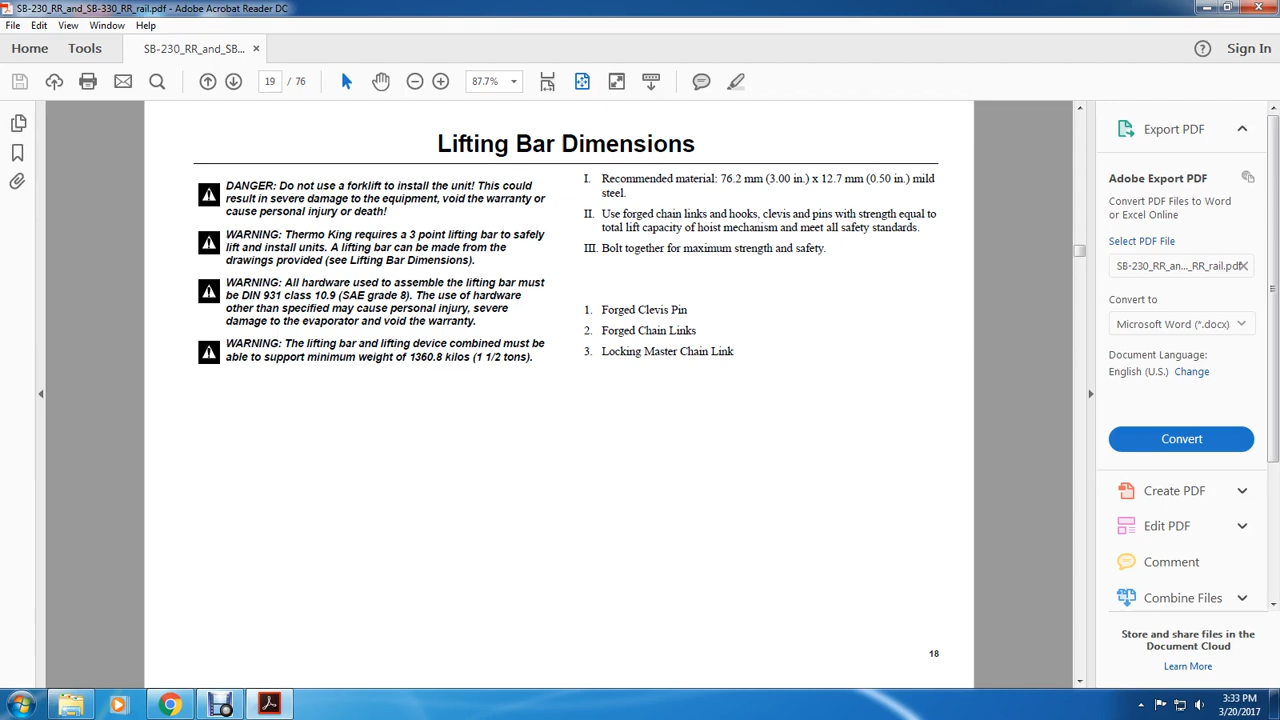 SB-230_RR_and_SB-330_RR_rail.pdf - Adobe Acrobat Reader DC
File Edit View Window Help
Home Tools SB-230_RR_and_SB... × ? Sign In
19 / 76 87.7%
Lifting Bar Dimensions
DANGER: Do not use a forklift to install the unit! This could
result in severe damage to the equipment, void the warranty or
cause personal injury or death!
WARNING: Thermo King requires a 3 point lifting bar to safely
lift and install units. A lifting bar can be made from the
drawings provided (see Lifting Bar Dimensions).
WARNING: All hardware used to assemble the lifting bar must
be DIN 931 class 10.9 (SAE grade 8). The use of hardware
other than specified may cause personal injury, severe
damage to the evaporator and void the warranty.
WARNING: The lifting bar and lifting device combined must be
able to support minimum weight of 1360.8 kilos (1 1/2 tons).
I. Recommended material: 76.2 mm (3.00 in.) x 12.7 mm (0.50 in.) mild
steel.
II. Use forged chain links and hooks, clevis and pins with strength equal to
total lift capacity of hoist mechanism and meet all safety standards.
III. Bolt together for maximum strength and safety.
1. Forged Clevis Pin
2. Forged Chain Links
3. Locking Master Chain Link
18
Export PDF
Adobe Export PDF
Convert PDF Files to Word
or Excel Online
Select PDF File
SB-230_RR_an..._RR_rail.pdf
Convert to
Microsoft Word (*.docx)
Document Language:
English (U.S.) Change
Convert
Create PDF
Edit PDF
Comment
Combine Files
Store and share files in the
Document Cloud
Learn More
3:33 PM
3/20/2017